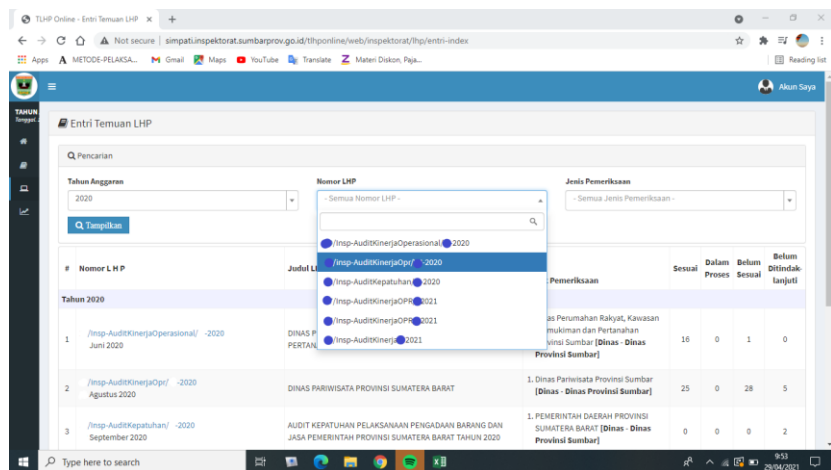 TLHP Online - Entri Temuan LHP
Not secure | simpati.inspektorat.sumbarprov.go.id/tlhponline/web/inspektorat/lhp/entri-index
Apps METODE-PELAKSA... Gmail Maps YouTube Translate Materi Diskon, Paja... Reading list
Akun Saya
TAHUN
Entri Temuan LHP
Pencarian
Tahun Anggaran Nomor LHP Jenis Pemeriksaan
2020 - Semua Nomor LHP - - Semua Jenis Pemeriksaan -
Tampilkan
/Insp-AuditKinerjaOperasional/ -2020
/insp-AuditKinerjaOpr/ -2020
/Insp-AuditKepatuhan/ -2020
/Insp-AuditKinerjaOPR 2021
/Insp-AuditKinerjaOPR 2021
/Insp-AuditKinerja 2021
# Nomor L H P Judul Pemeriksaan Sesuai Dalam Proses Belum Sesuai Belum Ditindak-lanjuti
Tahun 2020
1 /Insp-AuditKinerjaOperasional/ -2020
Juni 2020
DINAS
PERTAN
Perumahan Rakyat, Kawasan
dan Pertanahan
Sumbar [Dinas - Dinas
Provinsi Sumbar]
16 0 1 0
2 /insp-AuditKinerjaOpr/ -2020
Agustus 2020
DINAS PARIWISATA PROVINSI SUMATERA BARAT
1. Dinas Pariwisata Provinsi Sumbar
[Dinas - Dinas Provinsi Sumbar]
25 0 28 5
3 /Insp-AuditKepatuhan/ -2020
September 2020
AUDIT KEPATUHAN PELAKSANAAN PENGADAAN BARANG DAN
JASA PEMERINTAH PROVINSI SUMATERA BARAT TAHUN 2020
1. PEMERINTAH DAERAH PROVINSI
SUMATERA BARAT [Dinas - Dinas
Provinsi Sumbar]
0 0 0 2
Type here to search
9:53
29/04/2021